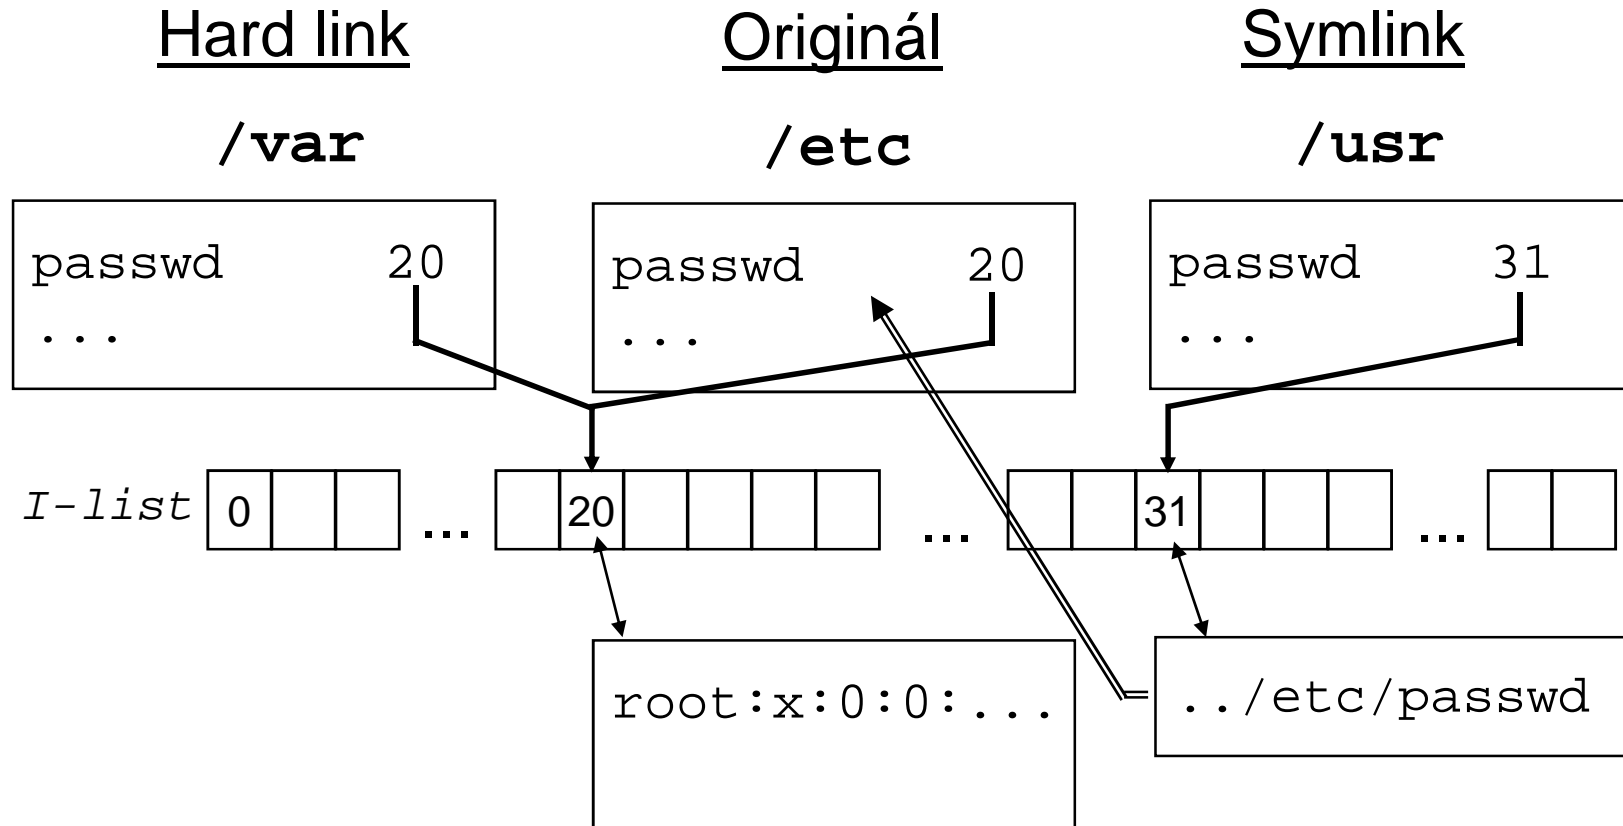 Hard link Originál Symlink
/var /etc /usr
passwd 20 passwd 20 passwd 31
... ... ...
I-list 0 ... 20 ... 31 ...
root:x:0:0:... ../etc/passwd